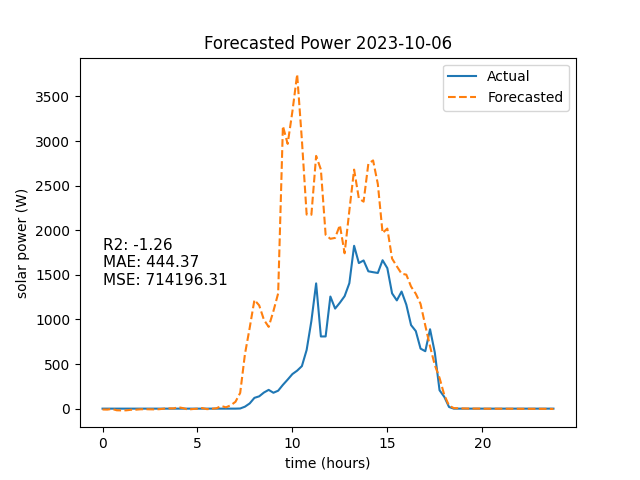 Forecasted Power 2023-10-06
Actual
Forecasted
3500
3000
2500
2000
1500
1000
500
0
solar power (W)
R2: -1.26
MAE: 444.37
MSE: 714196.31
0 5 10 15 20
time (hours)